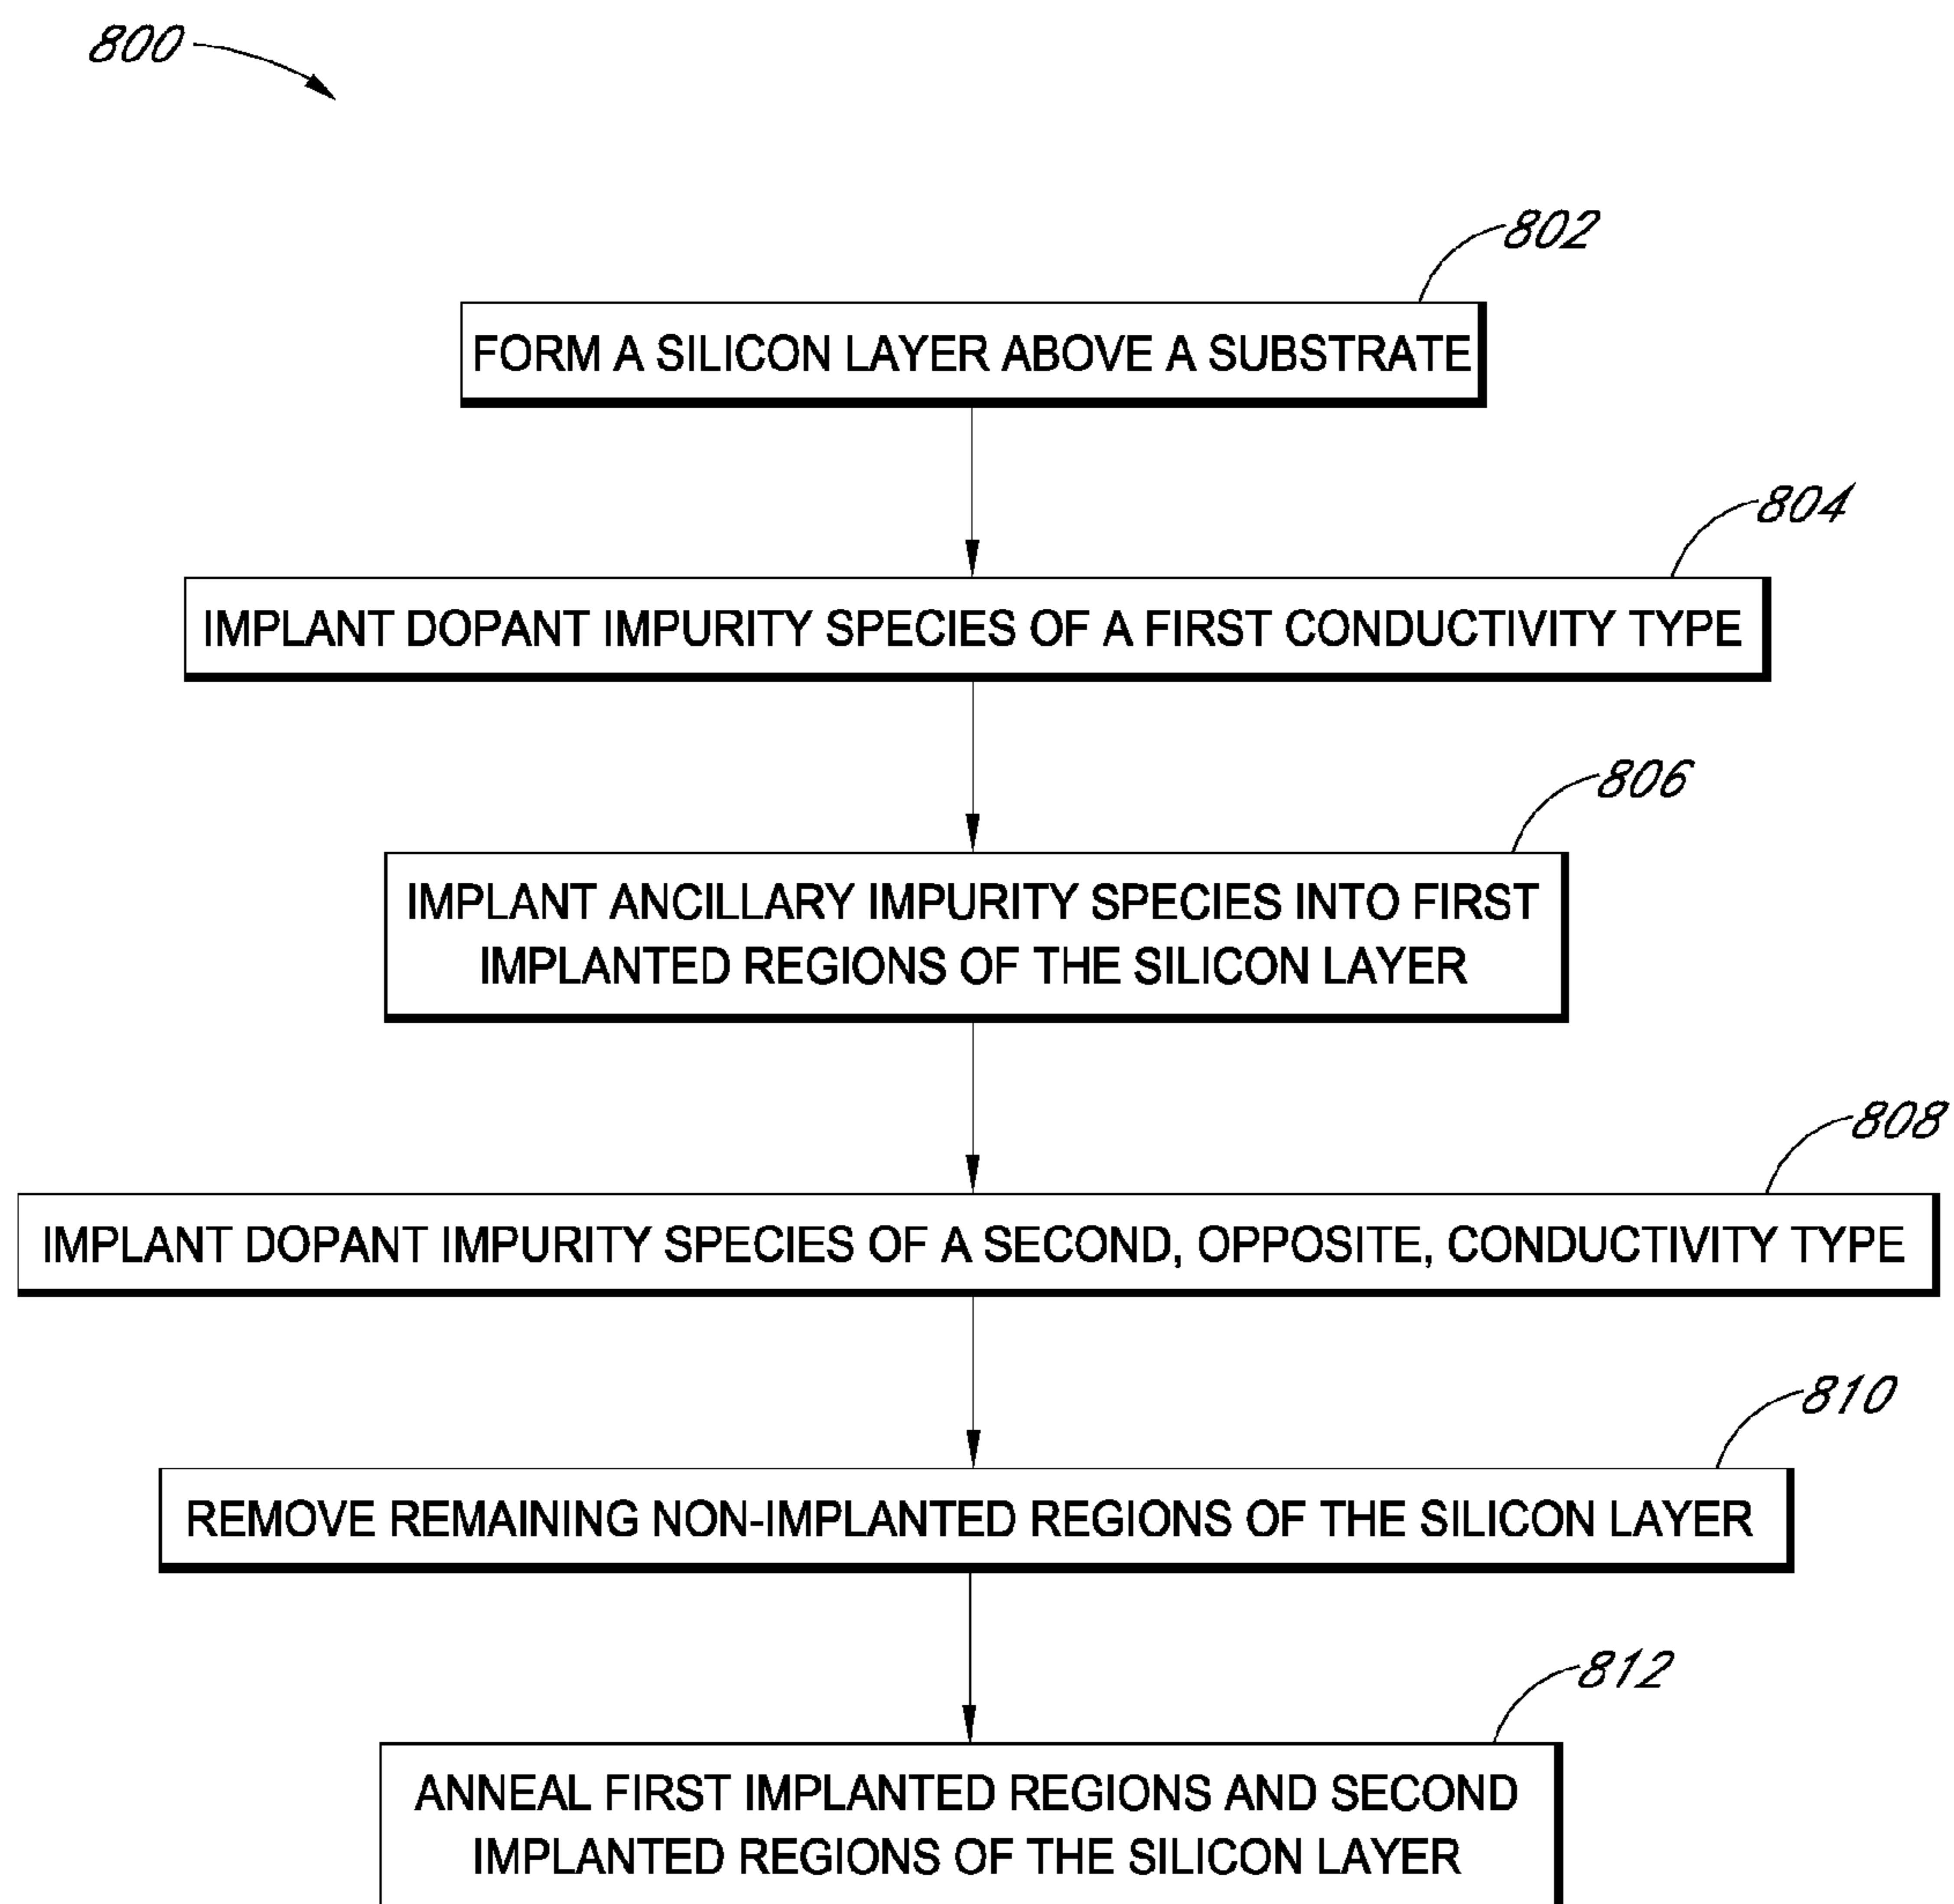 800
802
FORM A SILICON LAYER ABOVE A SUBSTRATE
804
IMPLANT DOPANT IMPURITY SPECIES OF A FIRST CONDUCTIVITY TYPE
806
IMPLANT ANCILLARY IMPURITY SPECIES INTO FIRST
IMPLANTED REGIONS OF THE SILICON LAYER
808
IMPLANT DOPANT IMPURITY SPECIES OF A SECOND, OPPOSITE, CONDUCTIVITY TYPE
810
REMOVE REMAINING NON-IMPLANTED REGIONS OF THE SILICON LAYER
812
ANNEAL FIRST IMPLANTED REGIONS AND SECOND
IMPLANTED REGIONS OF THE SILICON LAYER